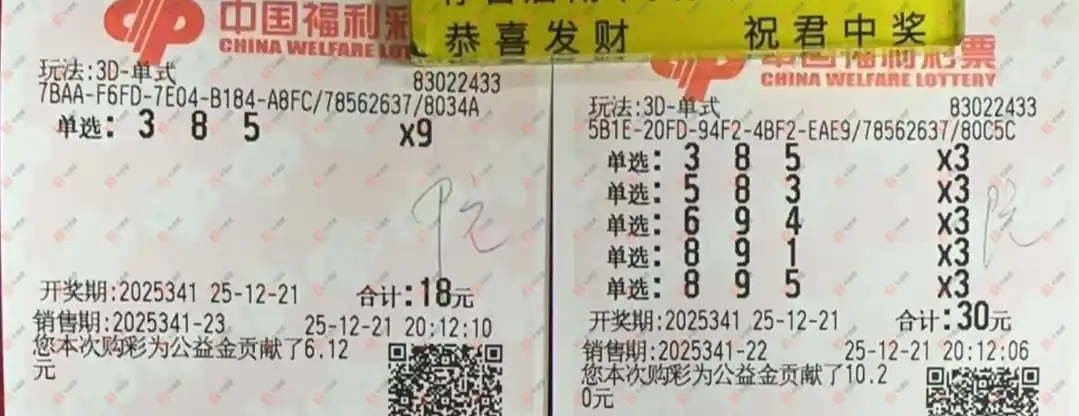 恭喜发财 祝君中奖
中国福利彩
CHINA WELFARE LOTTERY
玩法:3D-单式
83022433
7BAA-F6FD-7E04-B184-A8FC/78562637/8034A
单选: 3 8 5 x9
开奖期:2025341 25-12-21 合计:18元
销售期:2025341-23 25-12-21 20:12:10
您本次购彩为公益金贡献了6.12
元
中国福利彩票
CHINA WELFARE LOTTERY
玩法:3D-单式 83022433
5B1E-20FD-94F2-4BF2-EAE9/78562637/80C5C
单选: 3 8 5 x3
单选: 5 8 3 x3
单选: 6 9 4 x3
单选: 8 9 1 x3
单选: 8 9 5 x3
开奖期:2025341 25-12-21 合计:30元
销售期:2025341-22 25-12-21 20:12:06
您本次购彩为公益金贡献了10.2
0元